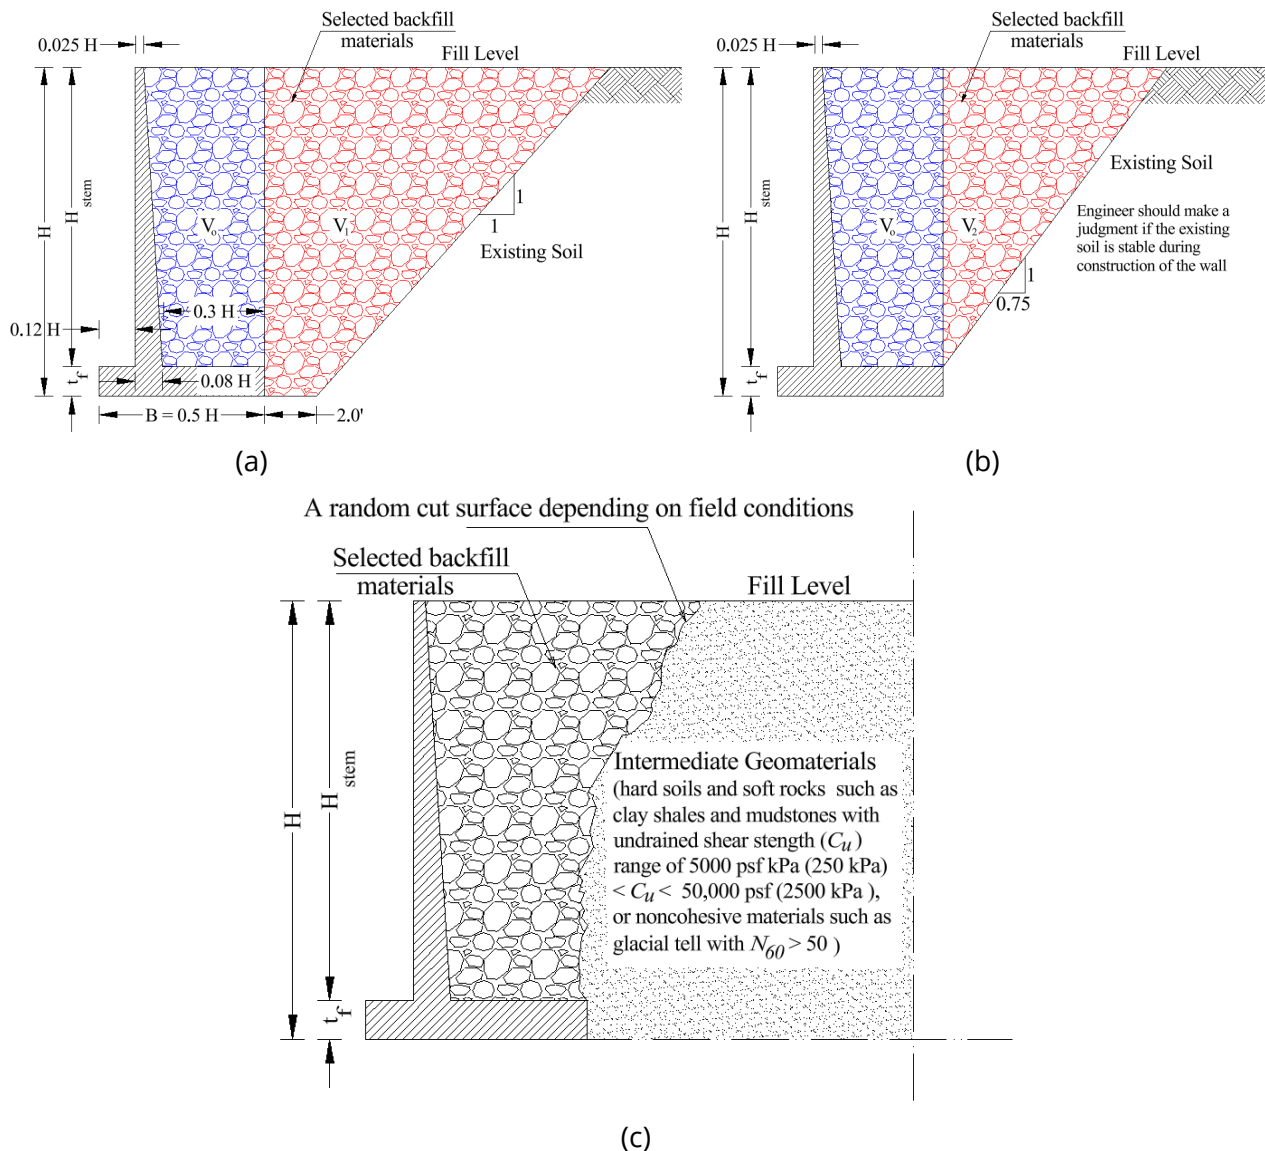 Selected backfill
materials
0.025 H
Fill Level
H
H stem
V₀
V₁
1
1
Existing Soil
0.3 H
0.12 H
t f
0.08 H
B = 0.5 H
2.0'
(a)
Selected backfill
materials
0.025 H
Fill Level
Existing Soil
H
H stem
V₀
V₂
Engineer should make a
judgment if the existing
soil is stable during
construction of the wall
1
0.75
t f
(b)
A random cut surface depending on field conditions
Selected backfill
materials
Fill Level
H
H stem
Intermediate Geomaterials
(hard soils and soft rocks such as
clay shales and mudstones with
undrained shear stength (Cu)
range of 5000 psf kPa (250 kPa)
< Cu < 50,000 psf (2500 kPa ),
or noncohesive materials such as
glacial tell with N60 > 50 )
t f
(c)